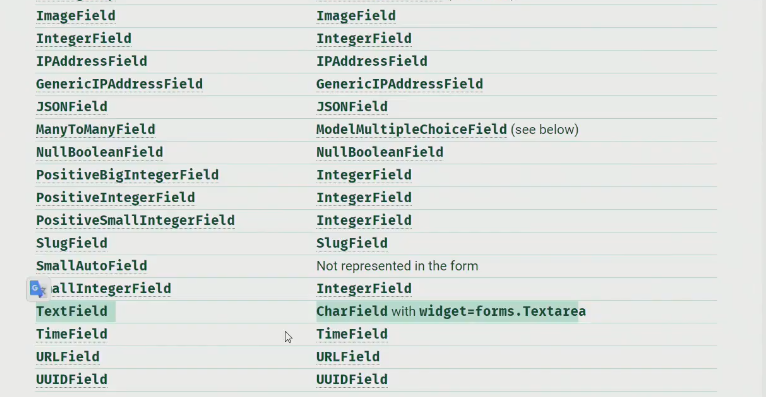 ImageField ImageField
IntegerField IntegerField
IPAddressField IPAddressField
GenericIPAddressField GenericIPAddressField
JSONField JSONField
ManyToManyField ModelMultipleChoiceField (see below)
NullBooleanField NullBooleanField
PositiveBigIntegerField IntegerField
PositiveIntegerField IntegerField
PositiveSmallIntegerField IntegerField
SlugField SlugField
SmallAutoField Not represented in the form
allIntegerField IntegerField
TextField CharField with widget=forms.Textarea
TimeField TimeField
URLField URLField
UUIDField UUIDField